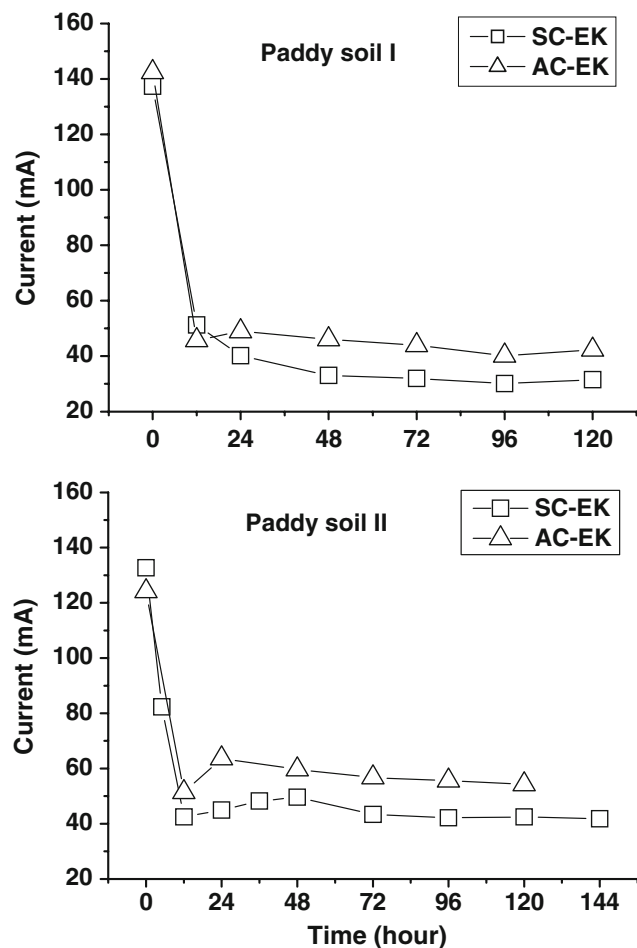 160
140
120
100
80
60
40
20
Current (mA)
Paddy soil I
SC-EK
AC-EK
0 24 48 72 96 120
160
140
120
100
80
60
40
20
Current (mA)
Paddy soil II
SC-EK
AC-EK
0 24 48 72 96 120 144
Time (hour)